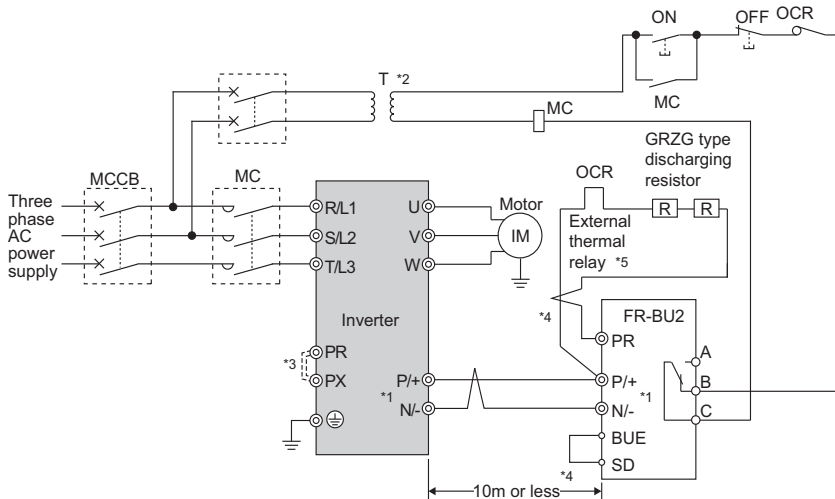 ON
OFF
OCR
T *2
MC
MC
GRZG type
discharging
resistor
OCR
MCCB
MC
Three
phase
AC
power
supply
R/L1
S/L2
T/L3
U
V
W
Motor
IM
R
R
External
thermal
relay *5
Inverter
*4
FR-BU2
PR
PX
*3
P/+
N/-
*1
PR
P/+
*1
N/-
BUE
SD
*4
A
B
C
10m or less